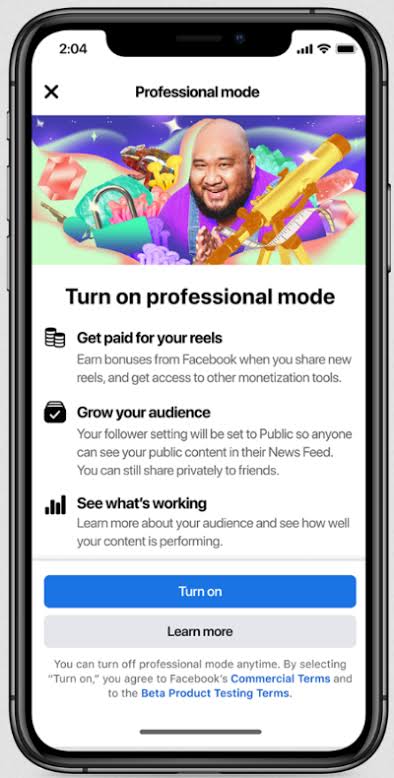 2:04
Professional mode
Turn on professional mode
Get paid for your reels
Earn bonuses from Facebook when you share new
reels, and get access to other monetization tools.
Grow your audience
Your follower setting will be set to Public so anyone
can see your public content in their News Feed.
You can still share privately to friends.
See what's working
Learn more about your audience and see how well
your content is performing.
Turn on
Learn more
You can turn off professional mode anytime. By selecting
“Turn on,” you agree to Facebook's Commercial Terms and
to the Beta Product Testing Terms.